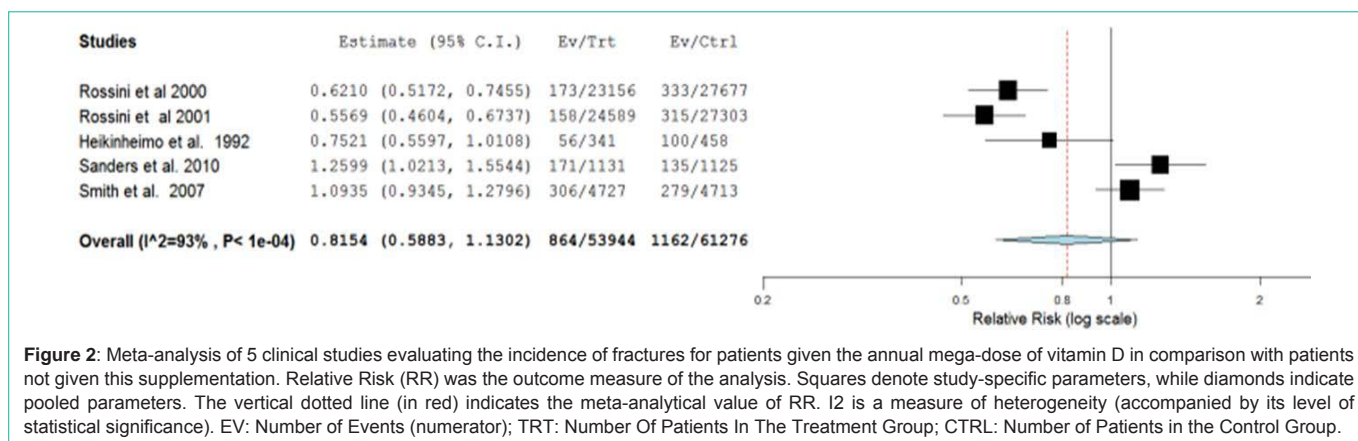 Studies Estimate (95% C.I.) Ev/Trt Ev/Ctrl
Rossini et al 2000 0.6210 (0.5172, 0.7455) 173/23156 333/27677
Rossini et al 2001 0.5569 (0.4604, 0.6737) 158/24589 315/27303
Heikinheimo et al. 1992 0.7521 (0.5597, 1.0108) 56/341 100/458
Sanders et al. 2010 1.2599 (1.0213, 1.5544) 171/1131 135/1125
Smith et al. 2007 1.0935 (0.9345, 1.2796) 306/4727 279/4713
Overall (I^2=93% , P< 1e-04) 0.8154 (0.5883, 1.1302) 864/53944 1162/61276
0.2 0.5 0.8 1 2
Relative Risk (log scale)
Figure 2: Meta-analysis of 5 clinical studies evaluating the incidence of fractures for patients given the annual mega-dose of vitamin D in comparison with patients
not given this supplementation. Relative Risk (RR) was the outcome measure of the analysis. Squares denote study-specific parameters, while diamonds indicate
pooled parameters. The vertical dotted line (in red) indicates the meta-analytical value of RR. I2 is a measure of heterogeneity (accompanied by its level of
statistical significance). EV: Number of Events (numerator); TRT: Number Of Patients In The Treatment Group; CTRL: Number of Patients in the Control Group.